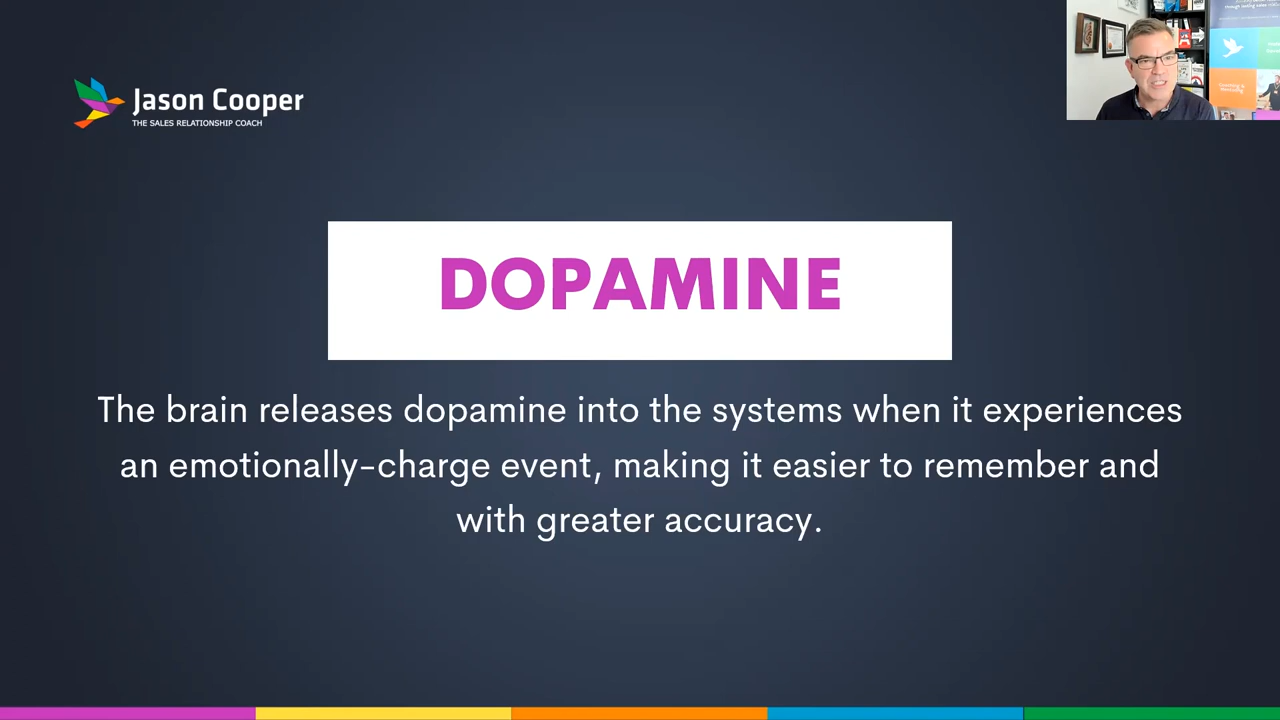 Jason Cooper
THE SALES RELATIONSHIP COACH
DOPAMINE
The brain releases dopamine into the systems when it experiences
an emotionally-charge event, making it easier to remember and
with greater accuracy.